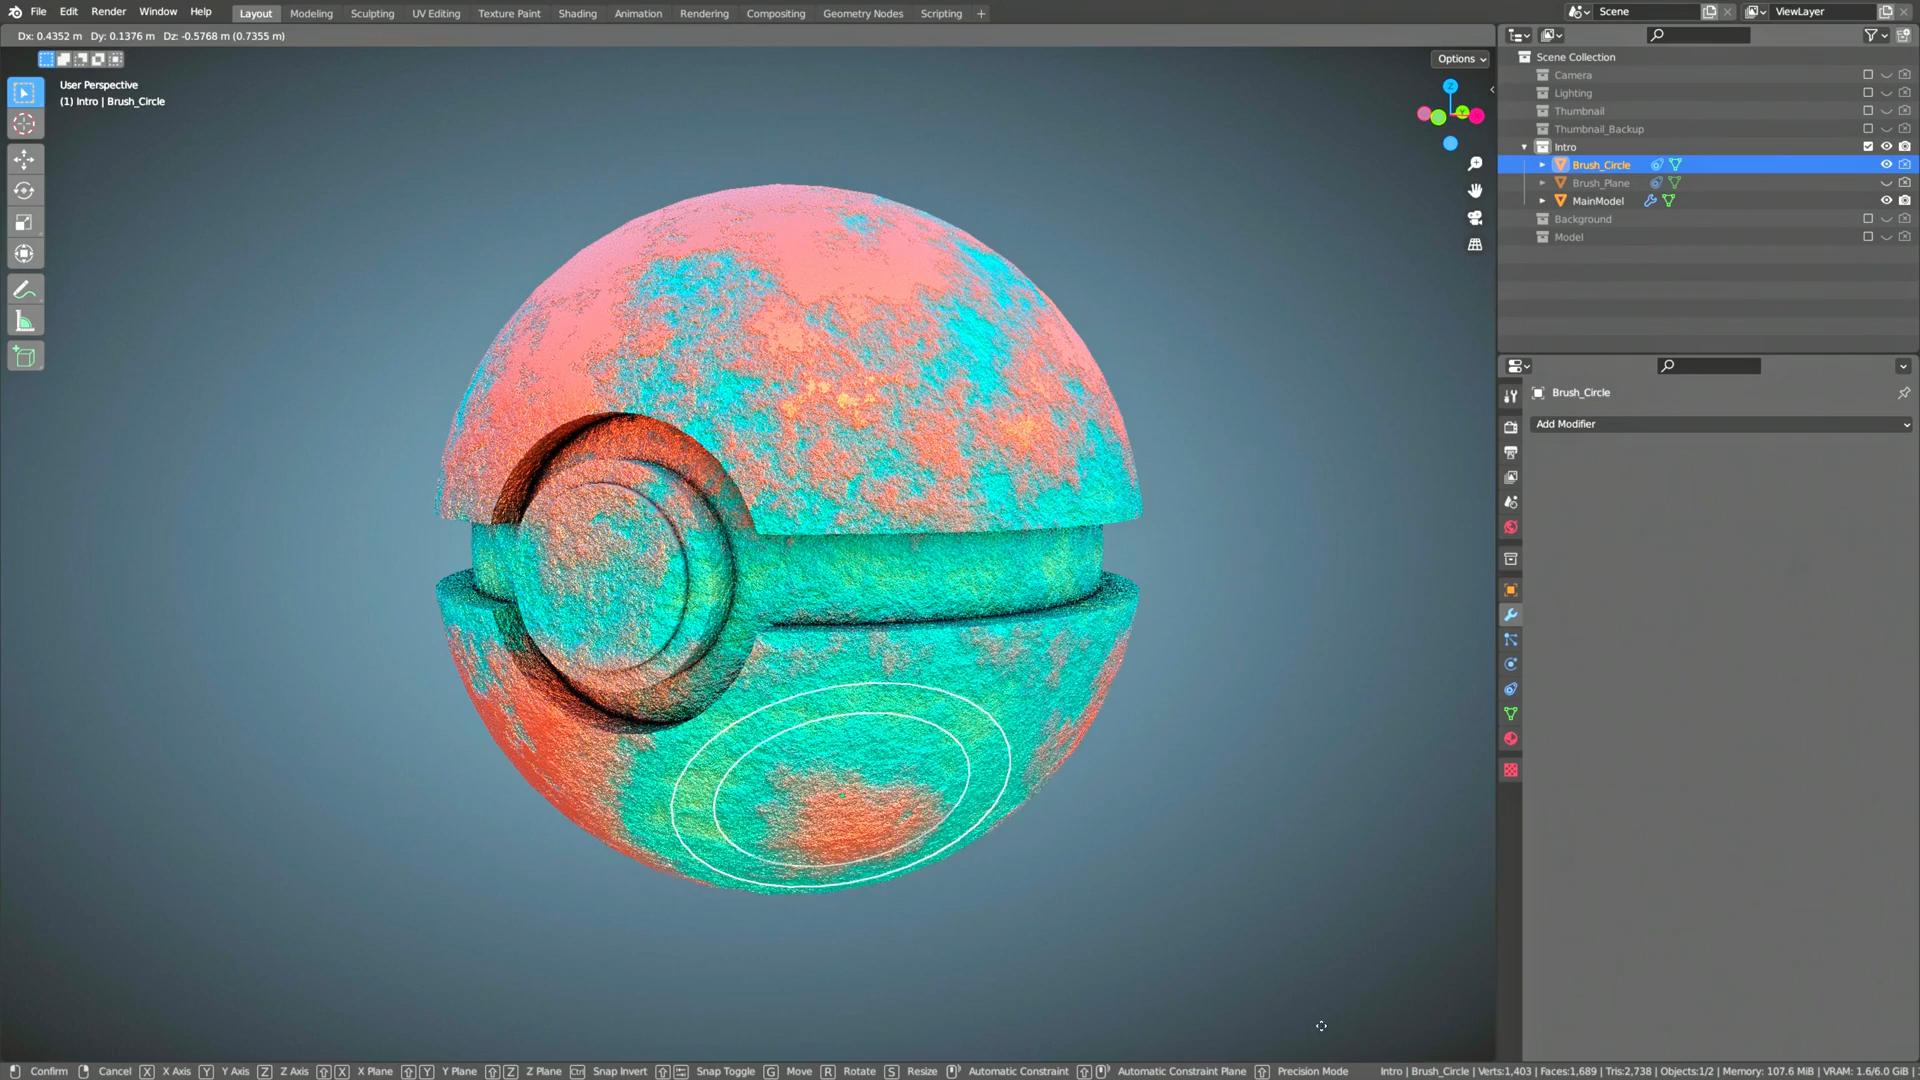 File Edit Render Window Help Layout Modeling Sculpting UV Editing Texture Paint Shading Animation Rendering Compositing Geometry Nodes Scripting + Scene ViewLayer
Dx: 0.4352 m Dy: 0.1376 m Dz: -0.5768 m (0.7355 m)
Options
User Perspective
(1) Intro | Brush_Circle
Z
Y
Scene Collection
Camera
Lighting
Thumbnail
Thumbnail_Backup
Intro
Brush_Circle
Brush_Plane
MainModel
Background
Model
Brush_Circle
Add Modifier
Confirm Cancel X X Axis Y Y Axis Z Z Axis X X Plane Y Y Plane Z Z Plane Ctrl Snap Invert Snap Toggle G Move R Rotate S Resize Automatic Constraint Automatic Constraint Plane Precision Mode Intro | Brush_Circle | Verts:1,403 | Faces:1,689 | Tris:2,738 | Objects:1/2 | Memory: 107.6 MiB | VRAM: 1.6/6.0 GiB |